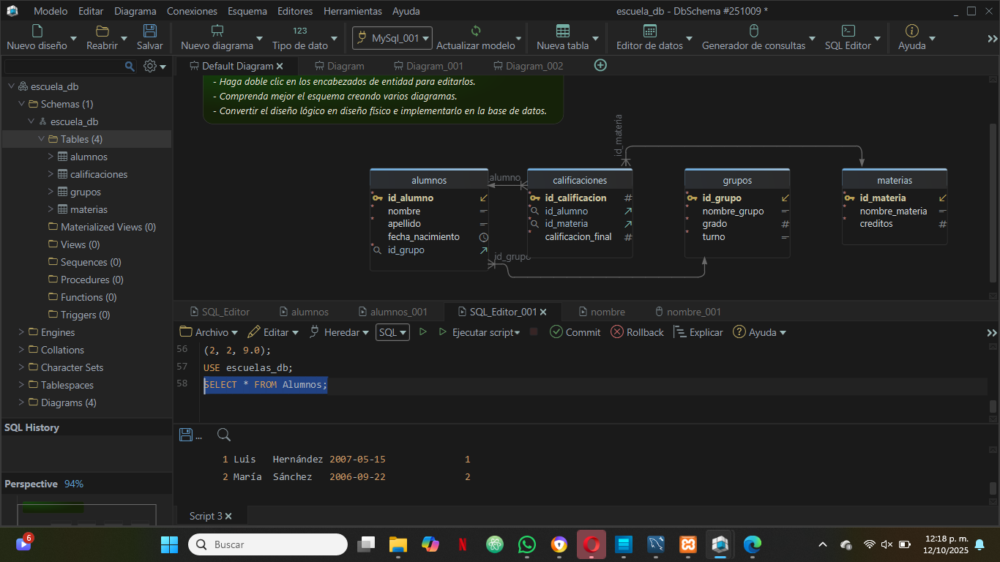 Modelo Editar Diagrama Conexiones Esquema Editores Herramientas Ayuda escuela_db - DbSchema #251009 *
123
Nuevo diseño Reabrir Salvar Nuevo diagrama Tipo de dato MySql_001 Actualizar modelo Nueva tabla Editor de datos Generador de consultas SQL Editor Ayuda
Default Diagram Diagram Diagram_001 Diagram_002
escuela_db
Schemas (1)
escuela_db
Tables (4)
alumnos
calificaciones
grupos
materias
Materialized Views (0)
Views (0)
Sequences (0)
Procedures (0)
Functions (0)
Triggers (0)
Engines
Collations
Character Sets
Tablespaces
Diagrams (4)
SQL History
Perspective 94%
- Haga doble clic en los encabezados de entidad para editarlos.
- Comprenda mejor el esquema creando varios diagramas.
- Convertir el diseño lógico en diseño físico e implementarlo en la base de datos.
id_materia
alumno
id_grupo
alumnos
id_alumno
nombre
apellido
fecha_nacimiento
id_grupo
calificaciones
id_calificacion #
id_alumno
id_materia
calificacion_final #
grupos
id_grupo
nombre_grupo
grado #
turno
materias
id_materia
nombre_materia
creditos #
SQL_Editor alumnos alumnos_001 SQL_Editor_001 nombre nombre_001
Archivo Editar Heredar SQL Ejecutar script Commit Rollback Explicar Ayuda
56 (2, 2, 9.0);
57 USE escuelas_db;
58 SELECT * FROM Alumnos;
...
1 Luis Hernández 2007-05-15 1
2 María Sánchez 2006-09-22 2
Script 3
6
Buscar
12:18 p. m.
12/10/2025